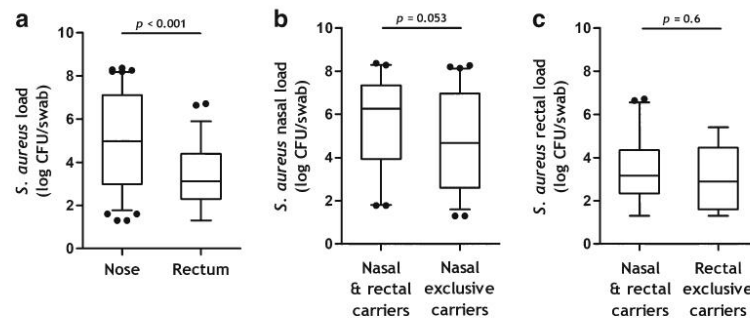 a
p < 0.001
S. aureus load
(log CFU/swab)
10
8
6
4
2
0
Nose
Rectum
b
p = 0.053
S. aureus nasal load
(log CFU/swab)
10
8
6
4
2
0
Nasal
& rectal
carriers
Nasal
exclusive
carriers
c
p = 0.6
S. aureus rectal load
(log CFU/swab)
10
8
6
4
2
0
Nasal
& rectal
carriers
Rectal
exclusive
carriers